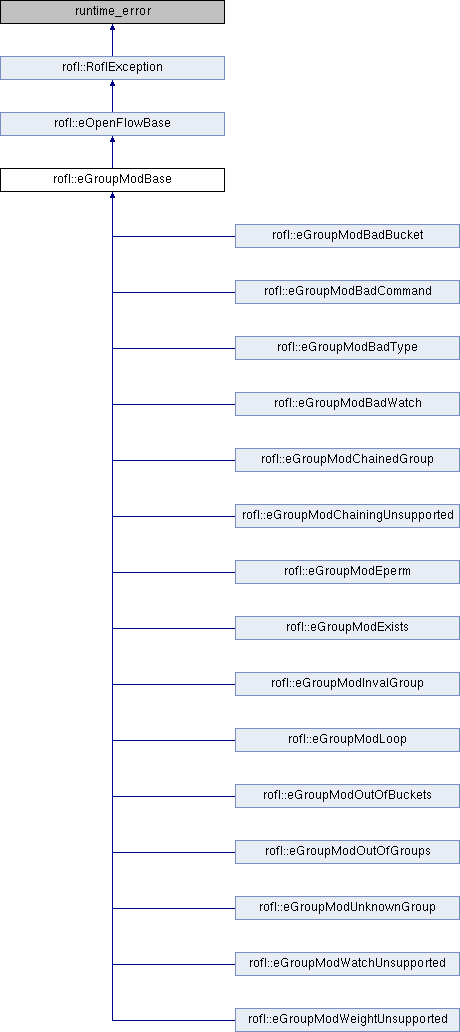 runtime_error
rofl::RoflException
rofl::eOpenFlowBase
rofl::eGroupModBase
rofl::eGroupModBadBucket
rofl::eGroupModBadCommand
rofl::eGroupModBadType
rofl::eGroupModBadWatch
rofl::eGroupModChainedGroup
rofl::eGroupModChainingUnsupported
rofl::eGroupModEperm
rofl::eGroupModExists
rofl::eGroupModInvalGroup
rofl::eGroupModLoop
rofl::eGroupModOutOfBuckets
rofl::eGroupModOutOfGroups
rofl::eGroupModUnknownGroup
rofl::eGroupModWatchUnsupported
rofl::eGroupModWeightUnsupported